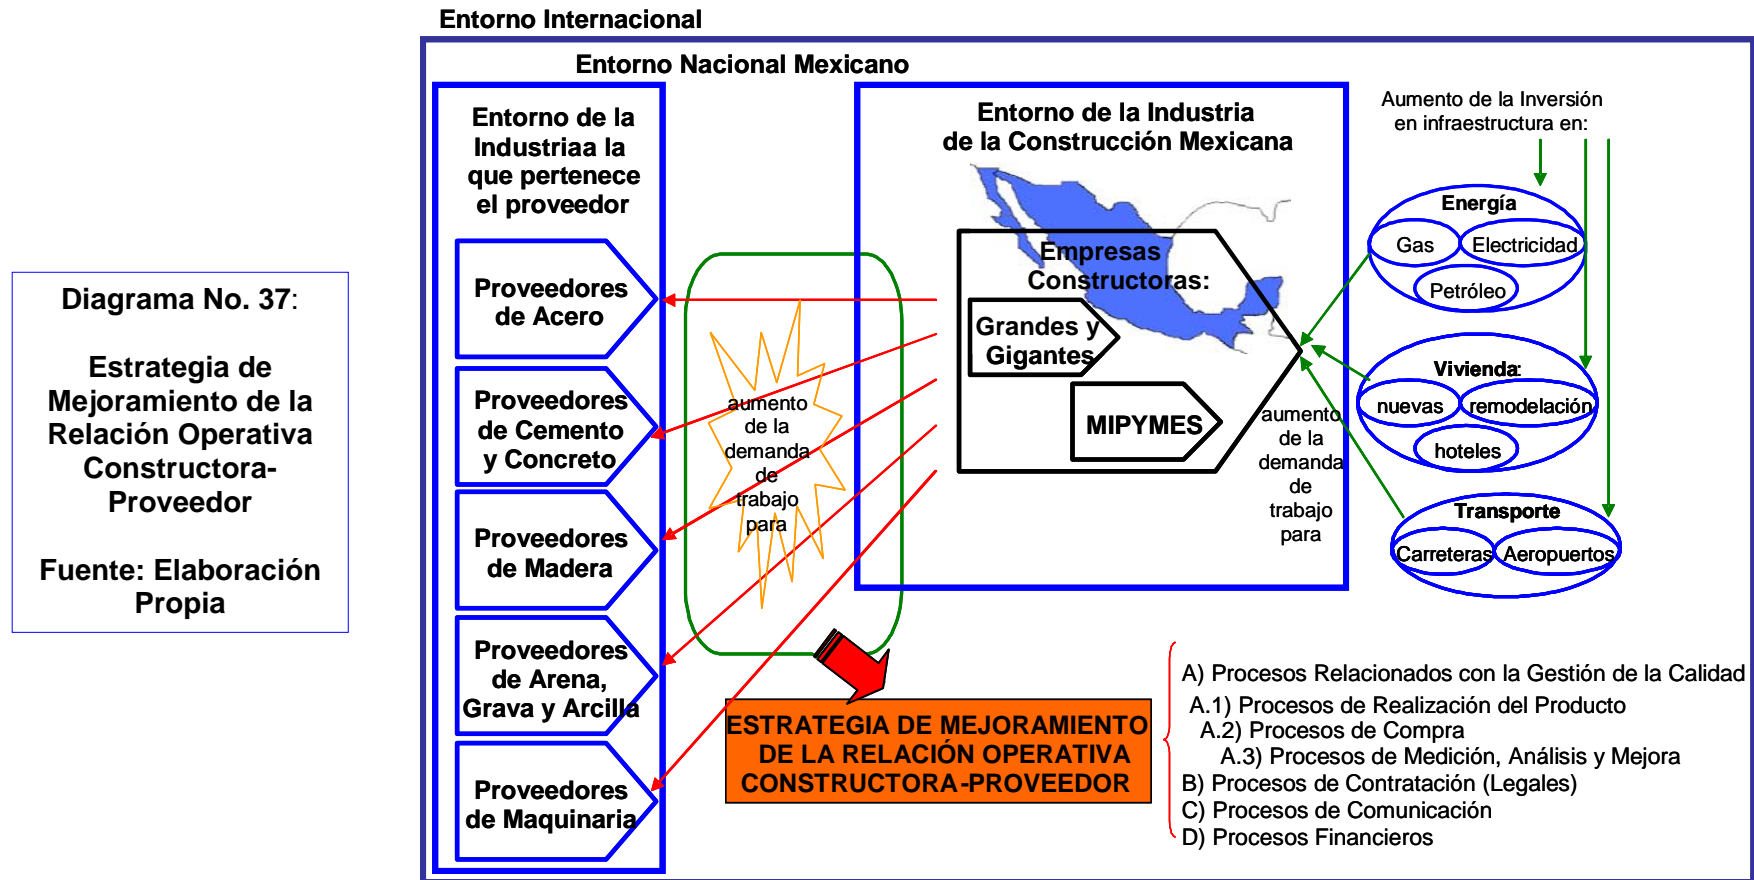 Entorno Internacional
Entorno Nacional Mexicano
Diagrama No. 37:
Estrategia de
Mejoramiento de la
Relación Operativa
Constructora-
Proveedor
Fuente: Elaboración
Propia
Entorno de la
Industriaa la
que pertenece
el proveedor
Proveedores
de Acero
Proveedores
de Cemento
y Concreto
Proveedores
de Madera
Proveedores
de Arena,
Grava y Arcilla
Proveedores
de Maquinaria
aumento
de la
demanda
de
trabajo
para
Entorno de la Industria
de la Construcción Mexicana
Empresas
Constructoras:
Grandes y
Gigantes
MIPYMES
aumento
de la
demanda
de
trabajo
para
Aumento de la Inversión
en infraestructura en:
Energía
Gas
Electricidad
Petróleo
Vivienda:
nuevas
remodelación
hoteles
Transporte
Carreteras
Aeropuertos
ESTRATEGIA DE MEJORAMIENTO
DE LA RELACIÓN OPERATIVA
CONSTRUCTORA-PROVEEDOR
A) Procesos Relacionados con la Gestión de la Calidad
A.1) Procesos de Realización del Producto
A.2) Procesos de Compra
A.3) Procesos de Medición, Análisis y Mejora
B) Procesos de Contratación (Legales)
C) Procesos de Comunicación
D) Procesos Financieros